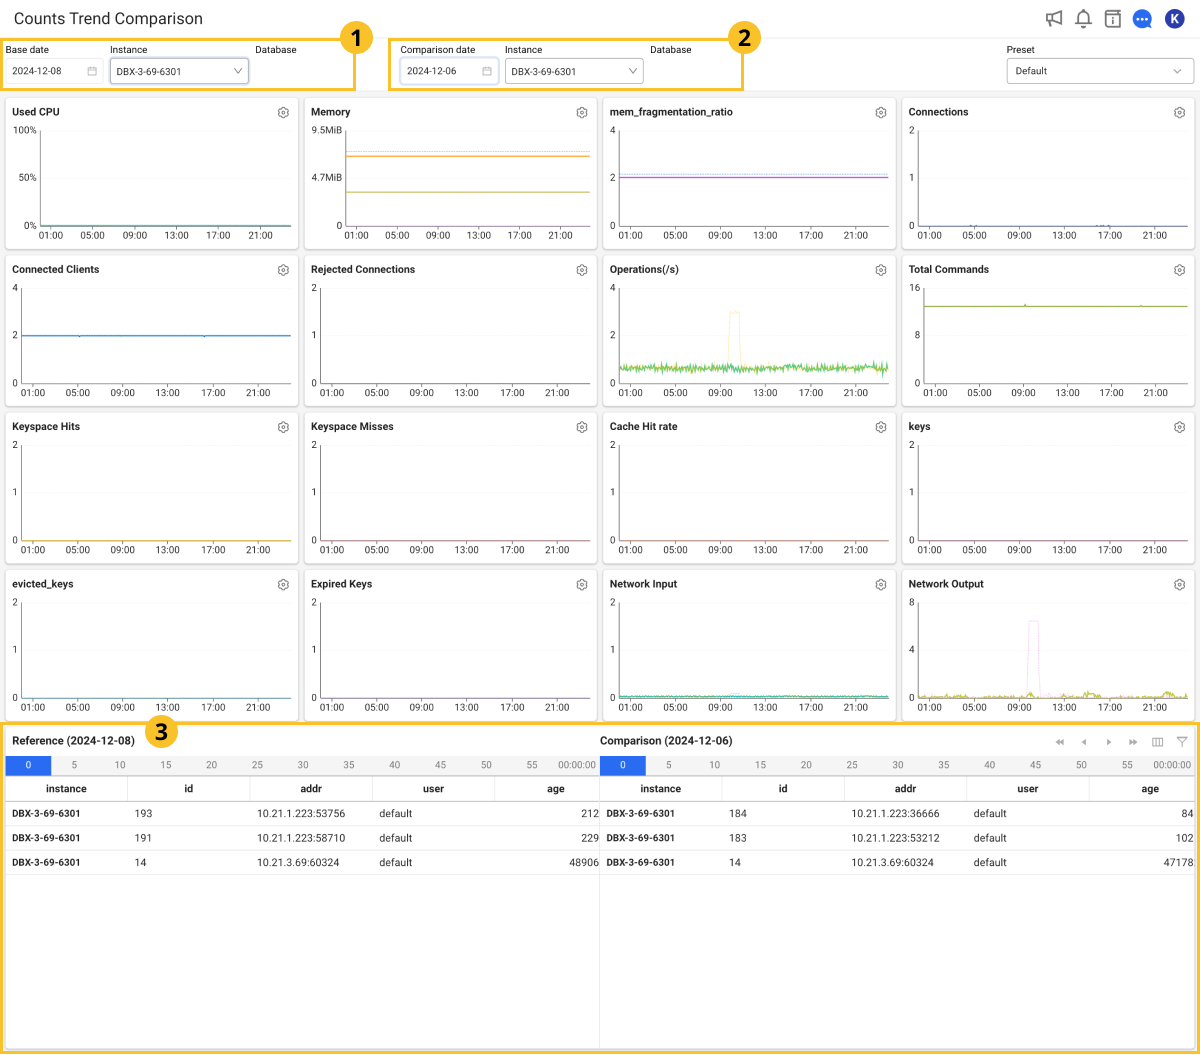 Counts Trend Comparison
K
1
2
Base date
Instance
Database
Comparison date
Instance
Database
Preset
2024-12-08
DBX-3-69-6301
2024-12-06
DBX-3-69-6301
Default
Used CPU
100%
50%
0%
01:00 05:00 09:00 13:00 17:00 21:00
Memory
9.5MiB
4.7MiB
0
01:00 05:00 09:00 13:00 17:00 21:00
mem_fragmentation_ratio
4
2
0
01:00 05:00 09:00 13:00 17:00 21:00
Connections
2
1
0
01:00 05:00 09:00 13:00 17:00 21:00
Connected Clients
4
2
0
01:00 05:00 09:00 13:00 17:00 21:00
Rejected Connections
2
1
0
01:00 05:00 09:00 13:00 17:00 21:00
Operations(/s)
4
2
0
01:00 05:00 09:00 13:00 17:00 21:00
Total Commands
16
8
0
01:00 05:00 09:00 13:00 17:00 21:00
Keyspace Hits
2
1
0
01:00 05:00 09:00 13:00 17:00 21:00
Keyspace Misses
2
1
0
01:00 05:00 09:00 13:00 17:00 21:00
Cache Hit rate
2
1
0
01:00 05:00 09:00 13:00 17:00 21:00
keys
2
1
0
01:00 05:00 09:00 13:00 17:00 21:00
evicted_keys
2
1
0
01:00 05:00 09:00 13:00 17:00 21:00
Expired Keys
2
1
0
01:00 05:00 09:00 13:00 17:00 21:00
Network Input
2
1
0
01:00 05:00 09:00 13:00 17:00 21:00
Network Output
8
4
0
01:00 05:00 09:00 13:00 17:00 21:00
3
Reference (2024-12-08)
0 5 10 15 20 25 30 35 40 45 50 55 00:00:00
instance id addr user age
DBX-3-69-6301 193 10.21.1.223:53756 default 212
DBX-3-69-6301 191 10.21.1.223:58710 default 229
DBX-3-69-6301 14 10.21.3.69:60324 default 48906
Comparison (2024-12-06)
0 5 10 15 20 25 30 35 40 45 50 55 00:00:00
instance id addr user age
DBX-3-69-6301 184 10.21.1.223:36666 default 84
DBX-3-69-6301 183 10.21.1.223:53212 default 102
DBX-3-69-6301 14 10.21.3.69:60324 default 47178